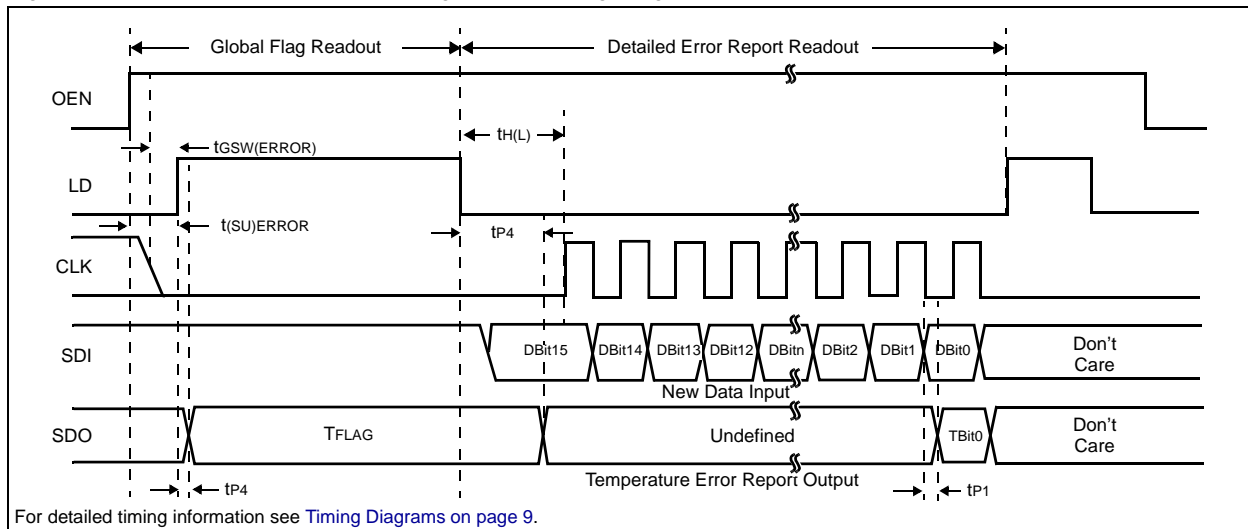 Global Flag Readout
Detailed Error Report Readout
OEN
tH(L)
tGSW(ERROR)
LD
t(SU)ERROR
tP4
CLK
SDI
DBit15 DBit14 DBit13 DBit12 DBitn DBit2 DBit1 DBit0
Don't
Care
New Data Input
SDO
TFLAG
Undefined
TBit0
Don't
Care
Temperature Error Report Output
tP4
tP1
For detailed timing information see Timing Diagrams on page 9.